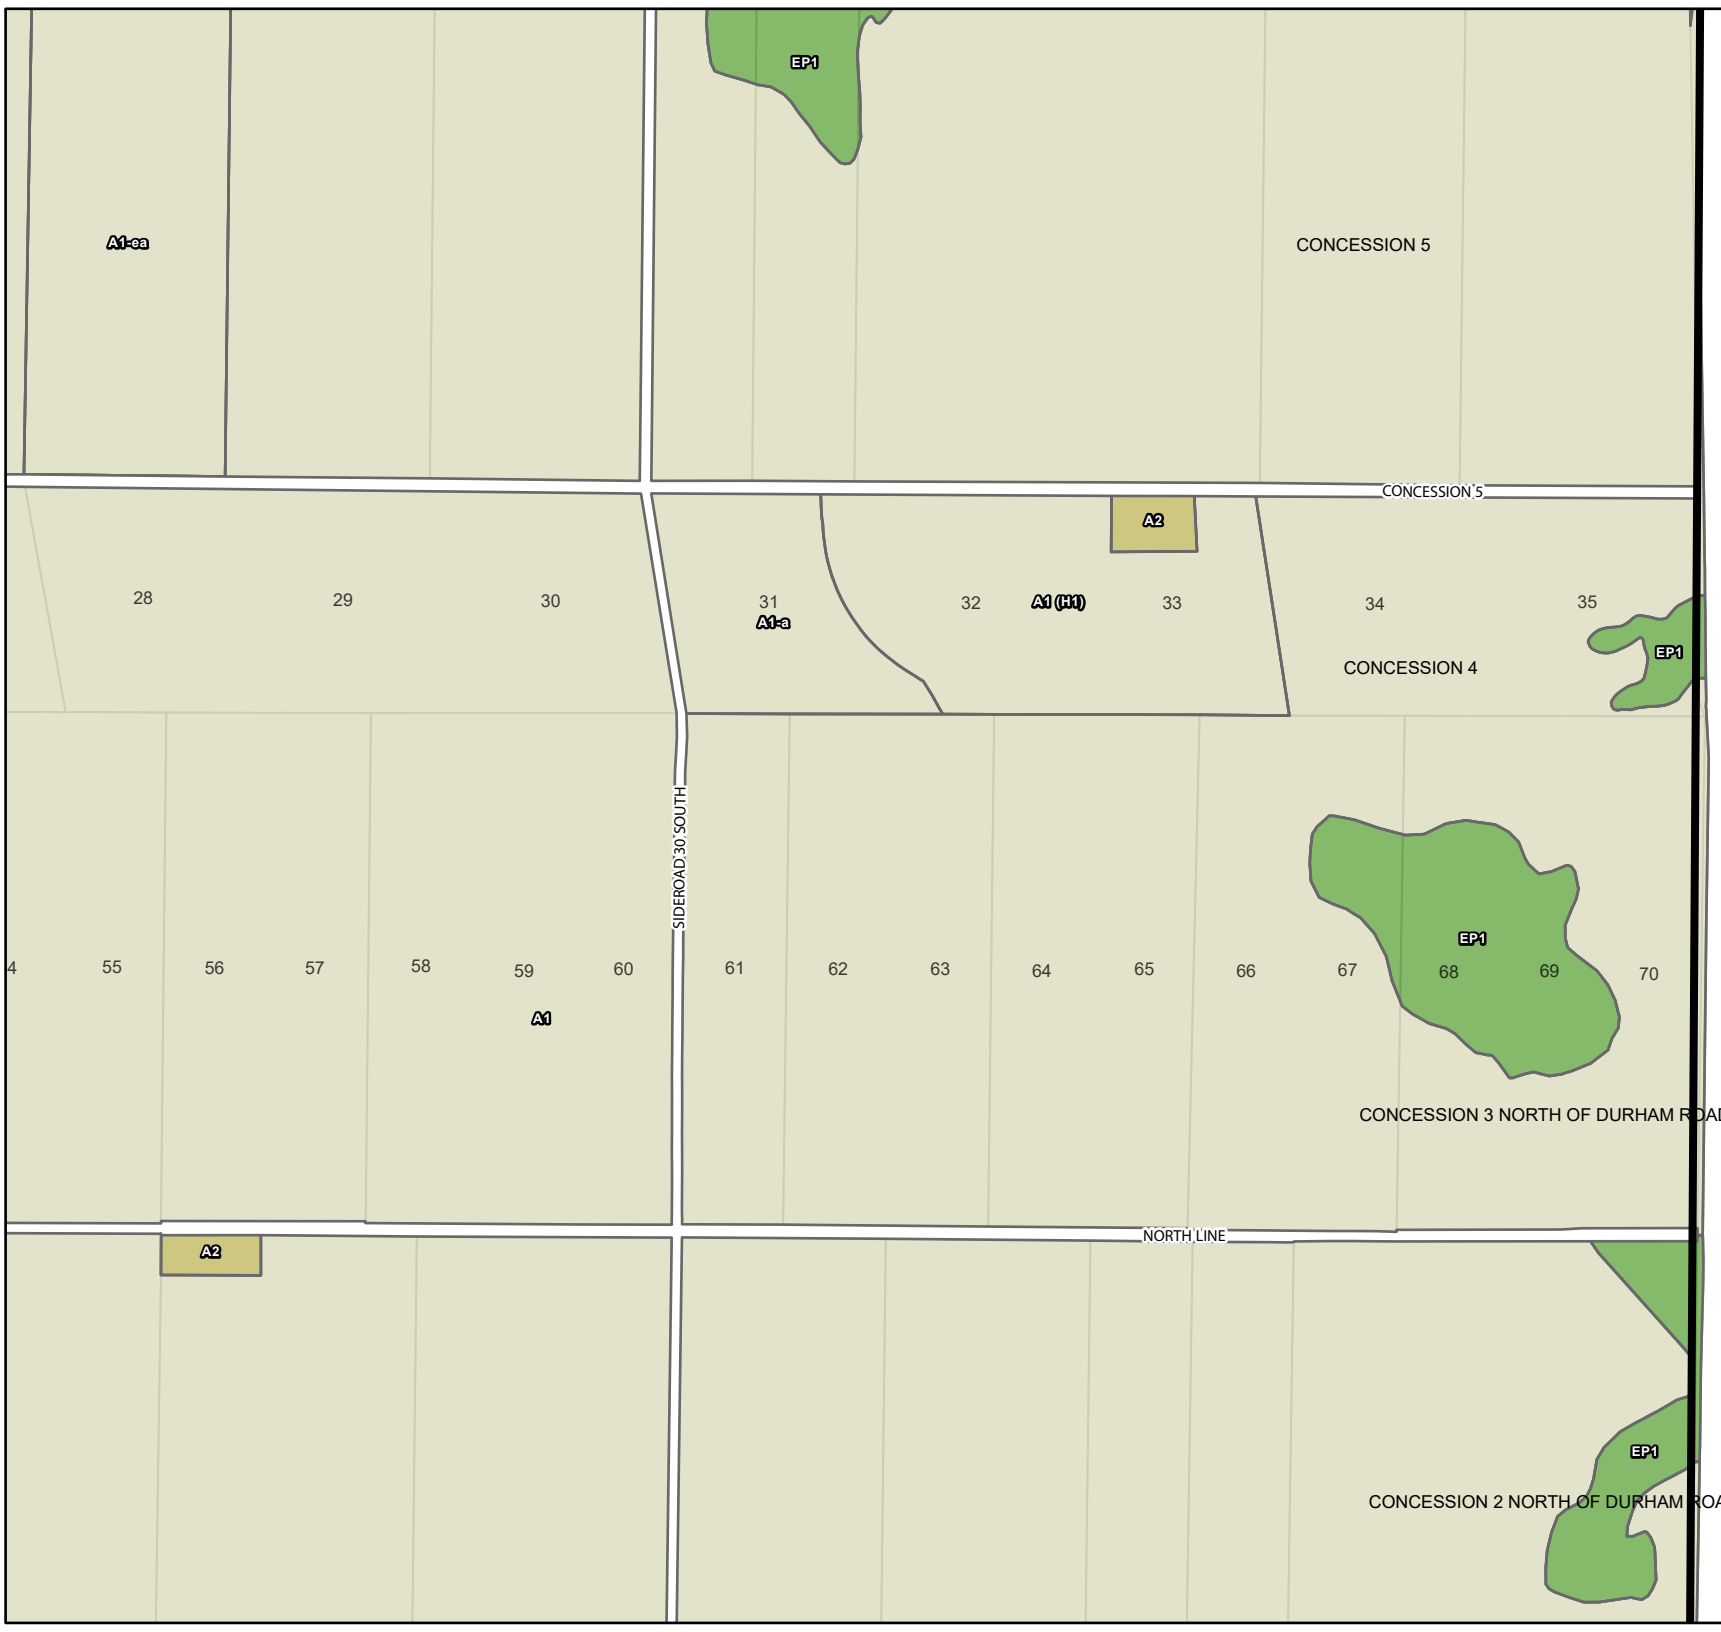 EP1
A1-ea
CONCESSION 5
CONCESSION 5
A2
28
29
30
31
32
A1 (H1)
33
34
35
A1-a
EP1
CONCESSION 4
SIDEROAD 30 SOUTH
EP1
4
55
56
57
58
59
60
61
62
63
64
65
66
67
68
69
70
A1
CONCESSION 3 NORTH OF DURHAM ROAD
NORTH LINE
A2
EP1
CONCESSION 2 NORTH OF DURHAM ROA